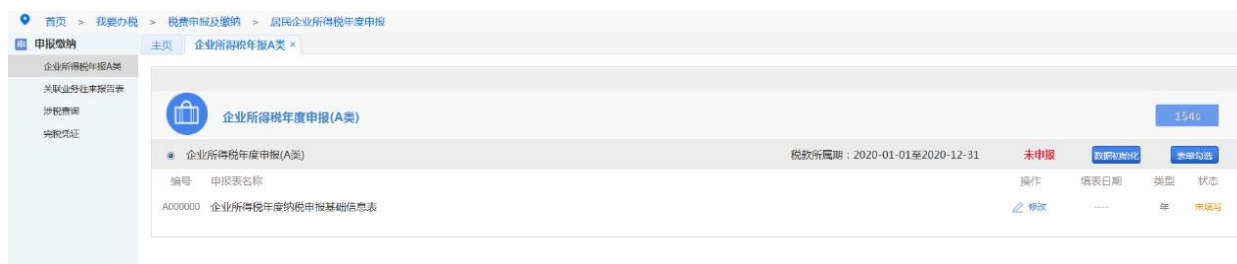 首页 > 我要办税 > 税费申报及缴纳 > 居民企业所得税年度申报
申报缴纳
主页 企业所得税年报A类 ×
企业所得税年报A类
关联业务往来报告表
涉税查询
完税凭证
企业所得税年度申报(A类)
154s
企业所得税年度申报(A类) 税款所属期：2020-01-01至2020-12-31 未申报 数据初始化 表单勾选
编号 申报表名称 操作 填表日期 类型 状态
A000000 企业所得税年度纳税申报基础信息表 修改 ---- 年 未填写